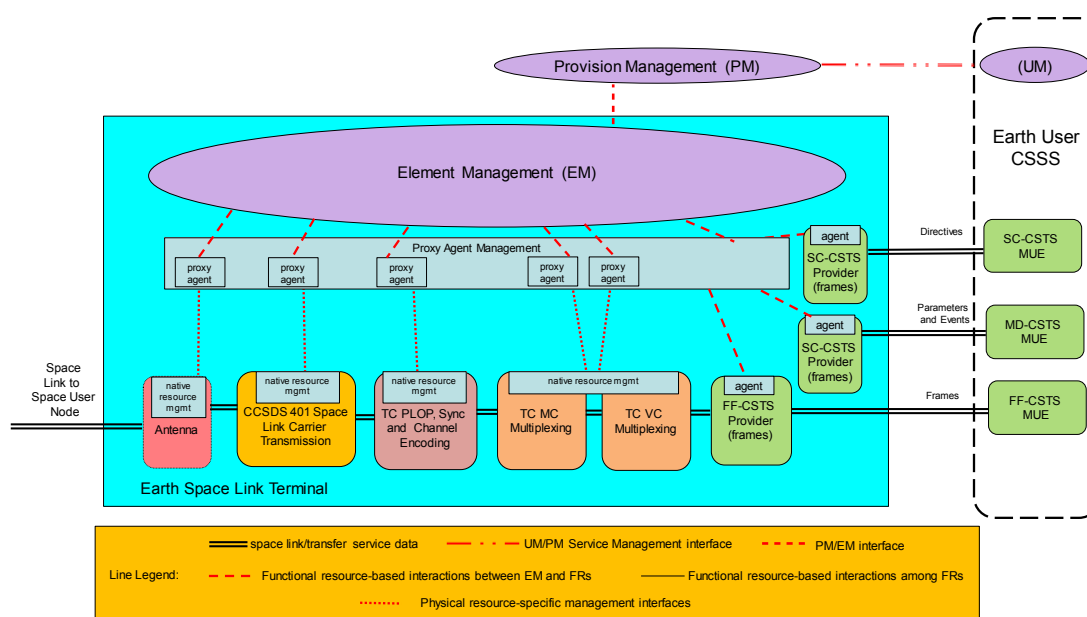 Provision Management (PM)
(UM)
Earth User
CSSS
Element Management (EM)
Proxy Agent Management
proxy
agent
proxy
agent
proxy
agent
proxy
agent
proxy
agent
agent
SC-CSTS
Provider
(frames)
Directives
SC-CSTS
MUE
agent
SC-CSTS
Provider
(frames)
Parameters
and Events
MD-CSTS
MUE
Space
Link to
Space User
Node
native
resource
mgmt
Antenna
native resource
mgmt
CCSDS 401 Space
Link Carrier
Transmission
native resource
mgmt
TC PLOP, Sync
and Channel
Encoding
native resource mgmt
TC MC
Multiplexing
TC VC
Multiplexing
agent
FF-CSTS
Provider
(frames)
Frames
FF-CSTS
MUE
Earth Space Link Terminal
space link/transfer service data
UM/PM Service Management interface
PM/EM interface
Line Legend:
Functional resource-based interactions between EM and FRs
Functional resource-based interactions among FRs
Physical resource-specific management interfaces